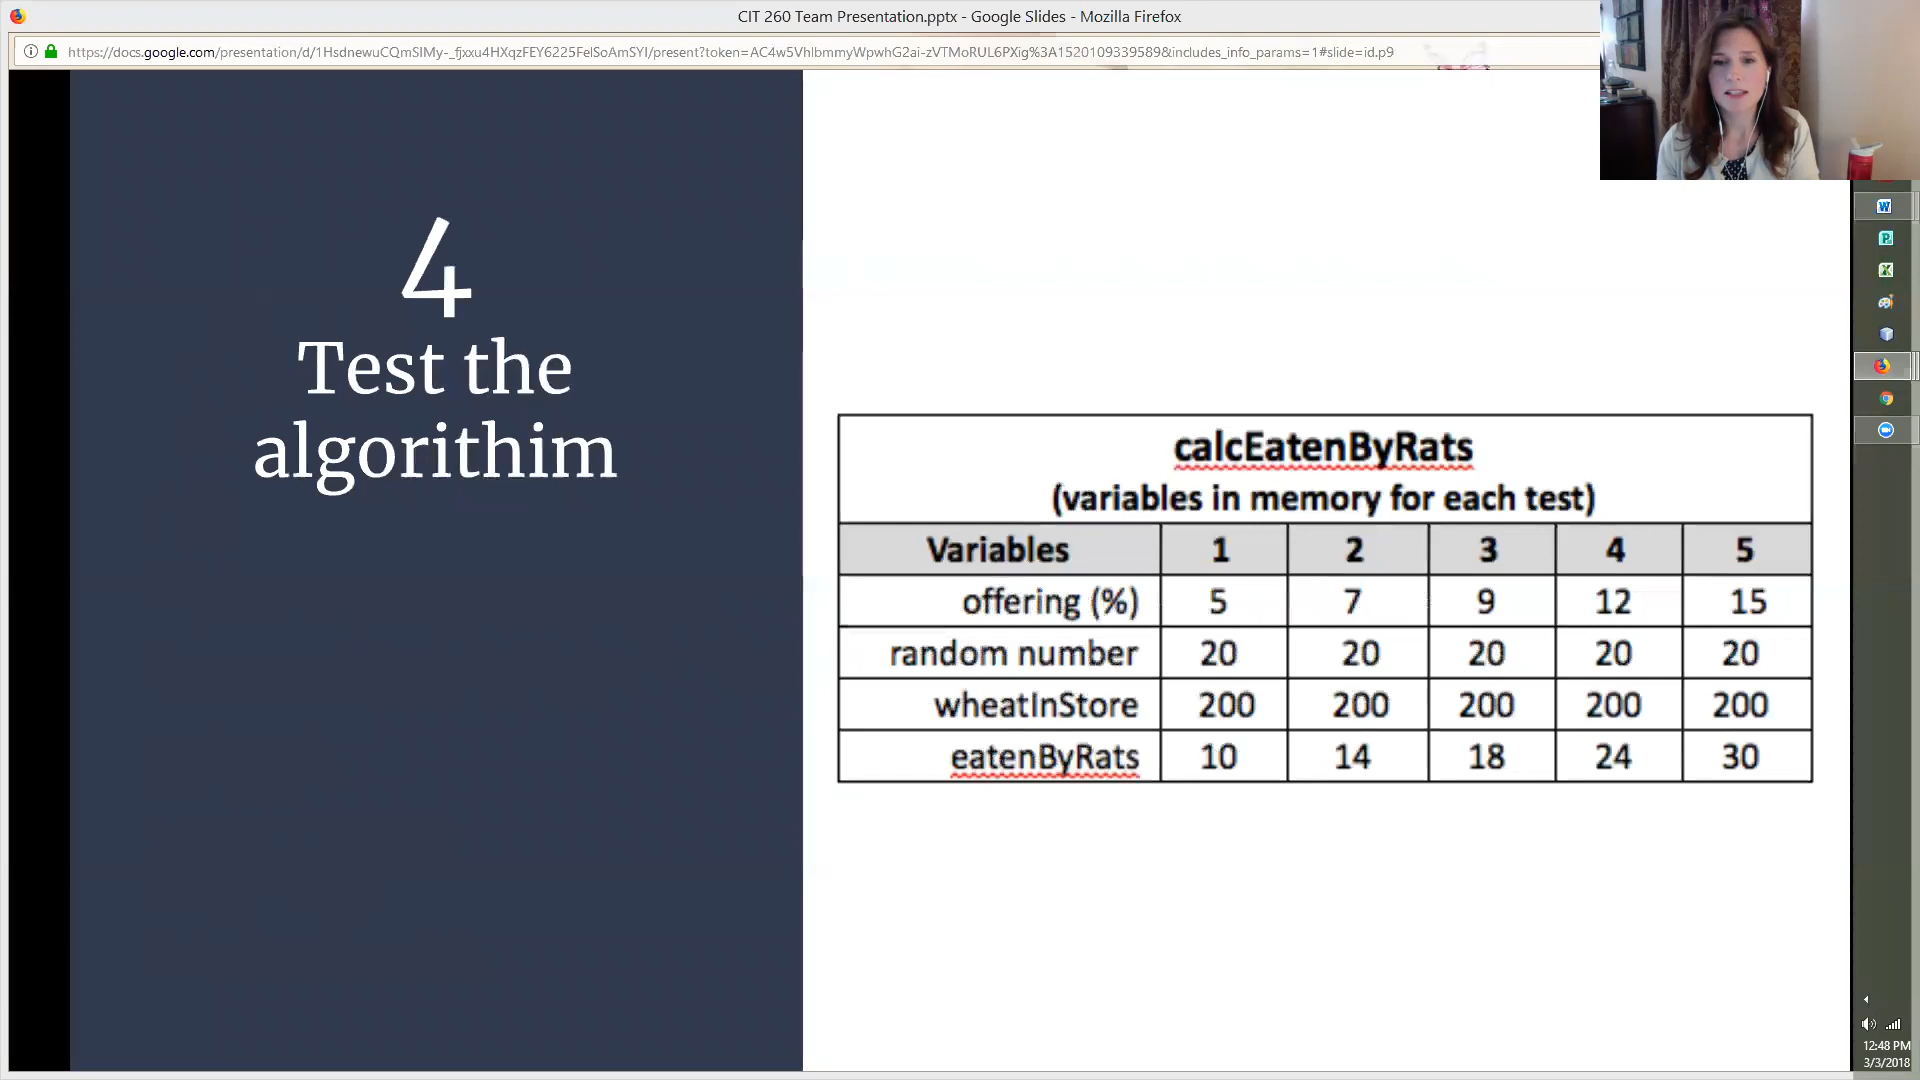 CIT 260 Team Presentation.pptx - Google Slides - Mozilla Firefox
https://docs.google.com/presentation/d/1HsdnewuCQmSIMy-_fjxxu4HXqzFEY6225FelSoAmSYI/present?token=AC4w5VhlbmmyWpwhG2ai-zVTMoRUL6PXig%3A1520109339589&includes_info_params=1#slide=id.p9
4
Test the
algorithim
calcEatenByRats
(variables in memory for each test)
Variables 1 2 3 4 5
offering (%) 5 7 9 12 15
random number 20 20 20 20 20
wheatInStore 200 200 200 200 200
eatenByRats 10 14 18 24 30
12:48 PM
3/3/2018